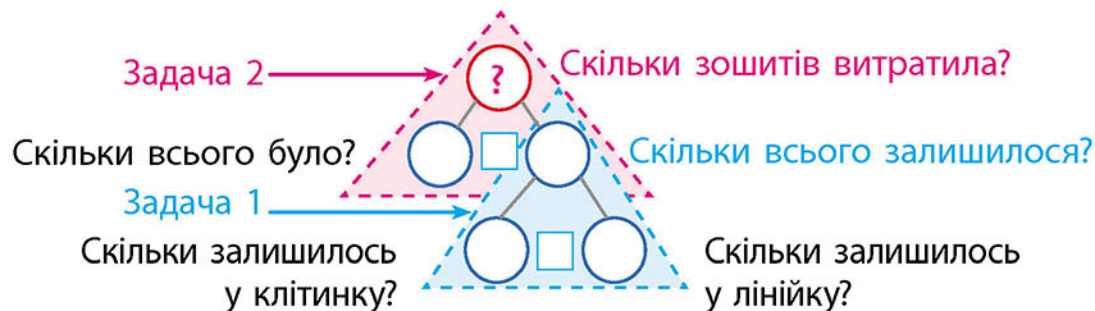 Задача 2
Скільки зошитів витратила?
?
Скільки всього було?
Скільки всього залишилося?
Задача 1
Скільки залишилось
у клітинку?
Скільки залишилось
у лінійку?